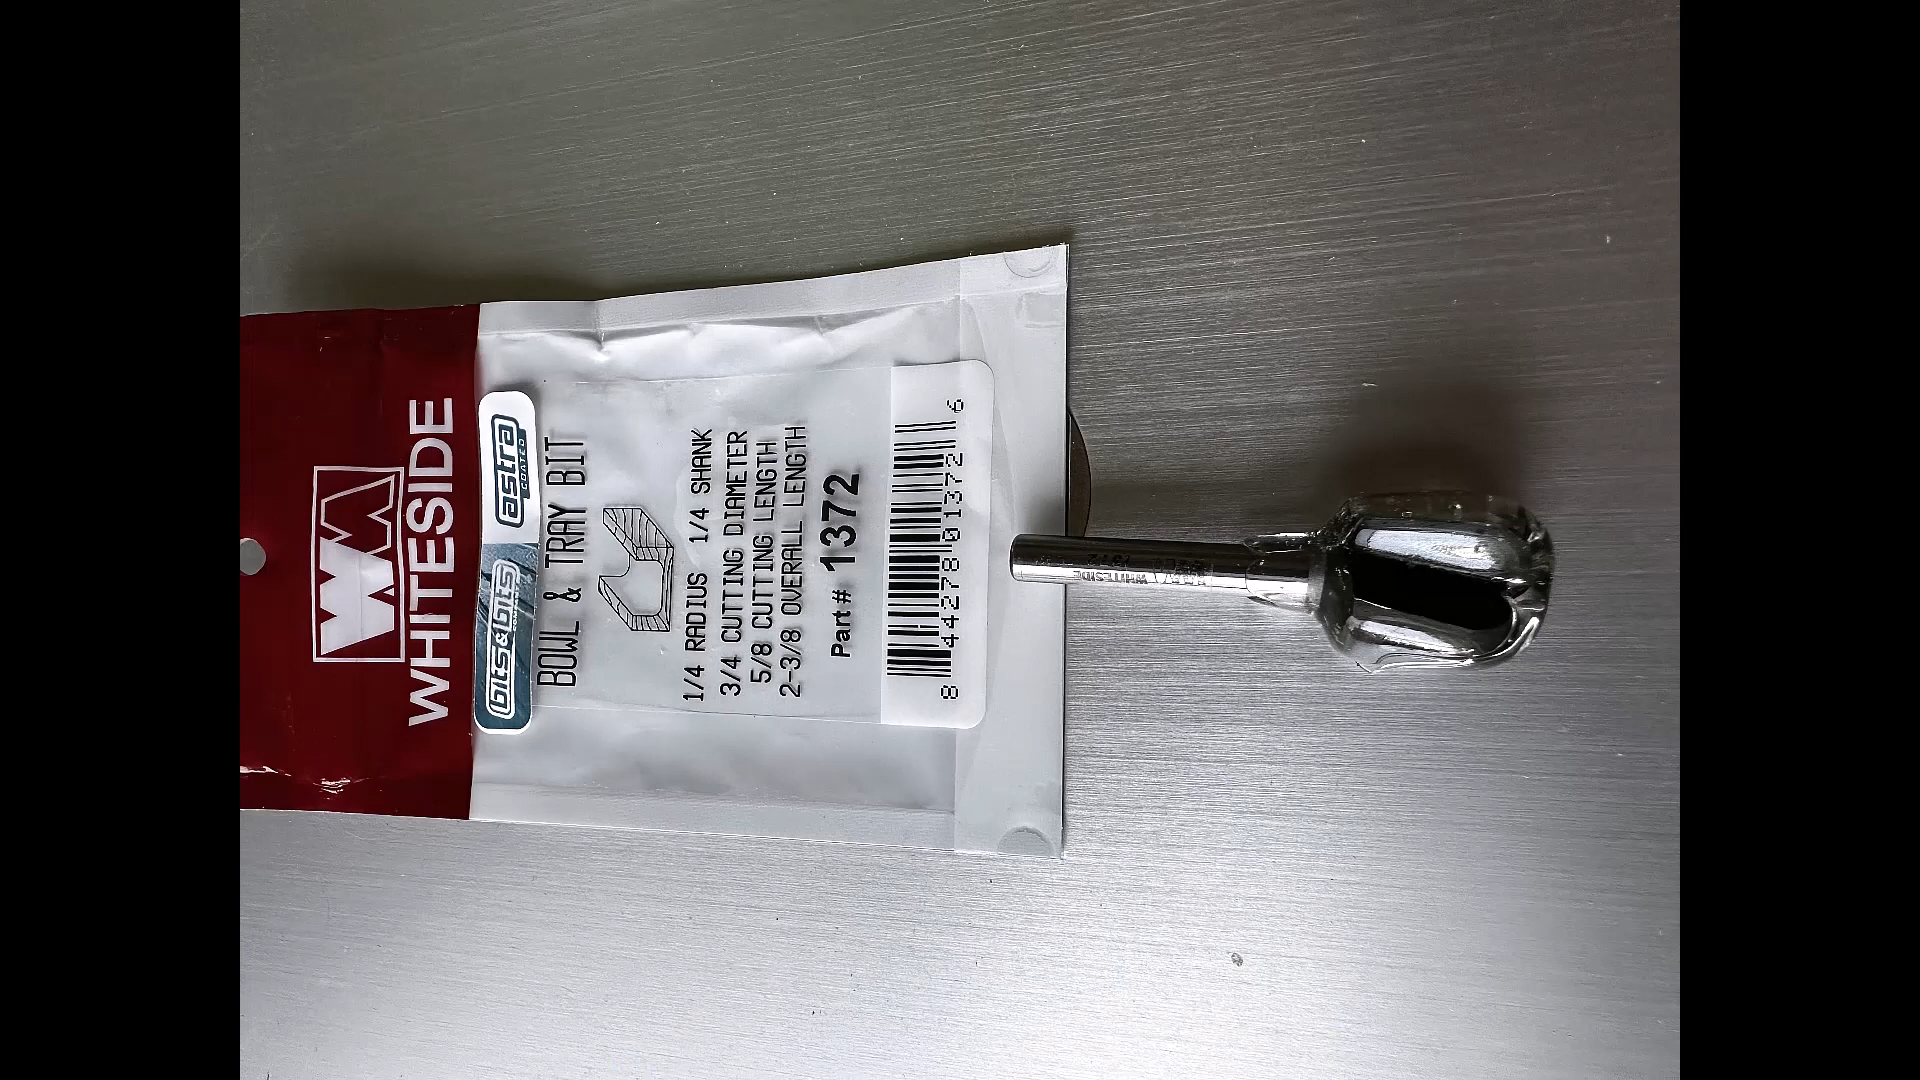 WHITESIDE
bits&bits
COMPANY
astra
COATED
BOWL & TRAY BIT
1/4 RADIUS 1/4 SHANK
3/4 CUTTING DIAMETER
5/8 CUTTING LENGTH
2-3/8 OVERALL LENGTH
Part # 1372
8 44278 01372 6
WHITESIDE